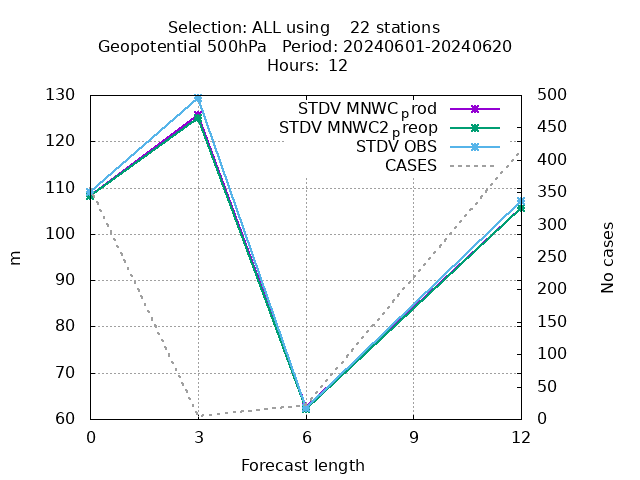 Selection: ALL using 22 stations
Geopotential 500hPa Period: 20240601-20240620
Hours: 12
130
120
110
100
90
80
70
60
m
STDV MNWCprod
STDV MNWC2preop
STDV OBS
CASES
500
450
400
350
300
250
200
150
100
50
0
No cases
0 3 6 9 12
Forecast length